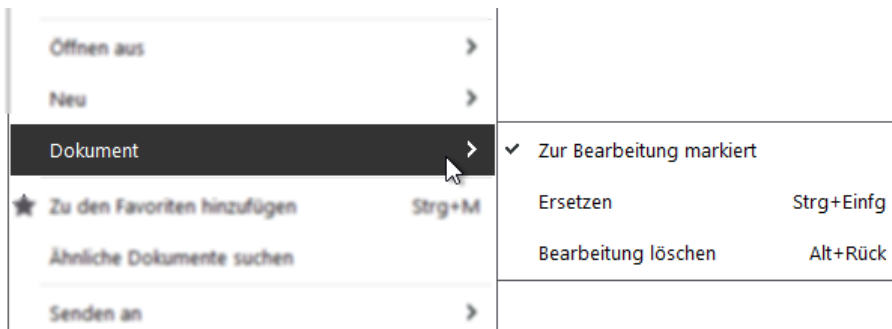 Öffnen aus
Neu
Dokument
Zur Bearbeitung markiert
Zu den Favoriten hinzufügen Strg+M
Ersetzen Strg+Einfg
Ähnliche Dokumente suchen
Bearbeitung löschen Alt+Rück
Senden an